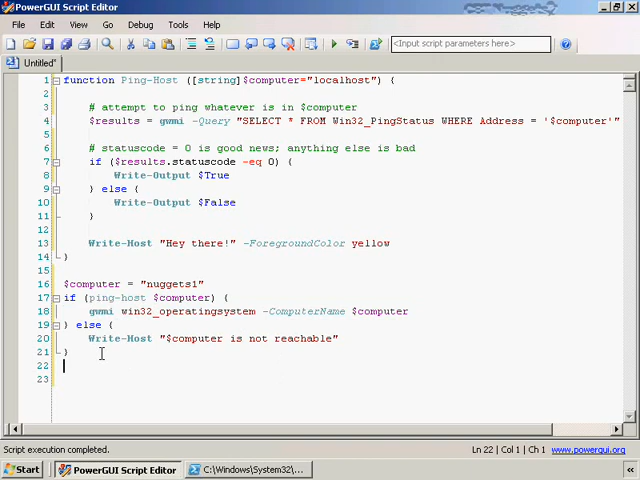 PowerGUI Script Editor
File Edit View Go Debug Tools Help
<Input script parameters here>
Untitled*
1 function Ping-Host ([string]$computer="localhost") {
2
3 # attempt to ping whatever is in $computer
4 $results = gwmi -Query "SELECT * FROM Win32_PingStatus WHERE Address = '$computer'"
5
6 # statuscode = 0 is good news; anything else is bad
7 if ($results.statuscode -eq 0) {
8 Write-Output $True
9 } else {
10 Write-Output $False
11 }
12
13 Write-Host "Hey there!" -ForegroundColor yellow
14 }
15
16 $computer = "nuggets1"
17 if (ping-host $computer) {
18 gwmi win32_operatingsystem -ComputerName $computer
19 } else {
20 Write-Host "$computer is not reachable"
21 }
22
23
Script execution completed. Ln 22 | Col 1 | Ch 1 www.powergui.org
Start PowerGUI Script Editor C:\Windows\System32/... «